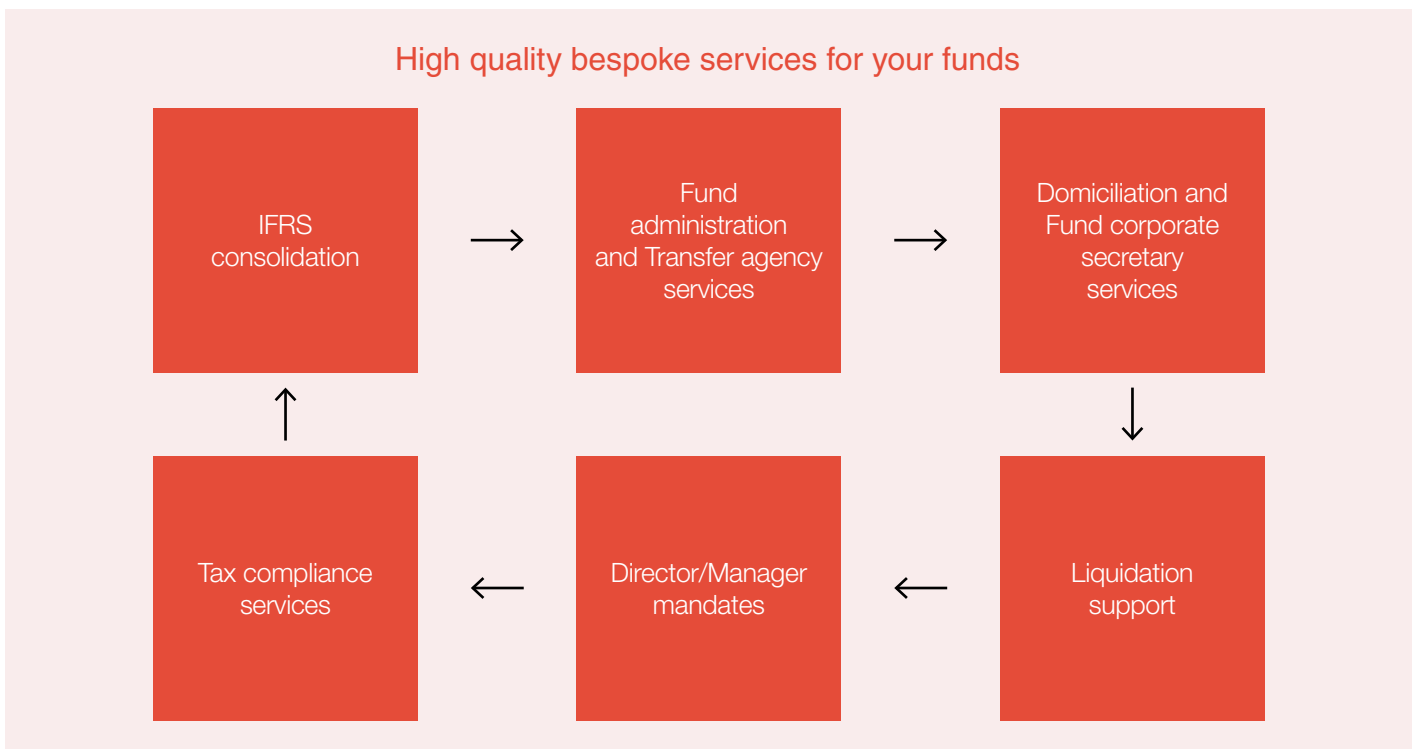 High quality bespoke services for your funds
IFRS
consolidation
Fund
administration
and Transfer agency
services
Domiciliation and
Fund corporate
secretary
services
Tax compliance
services
Director/Manager
mandates
Liquidation
support